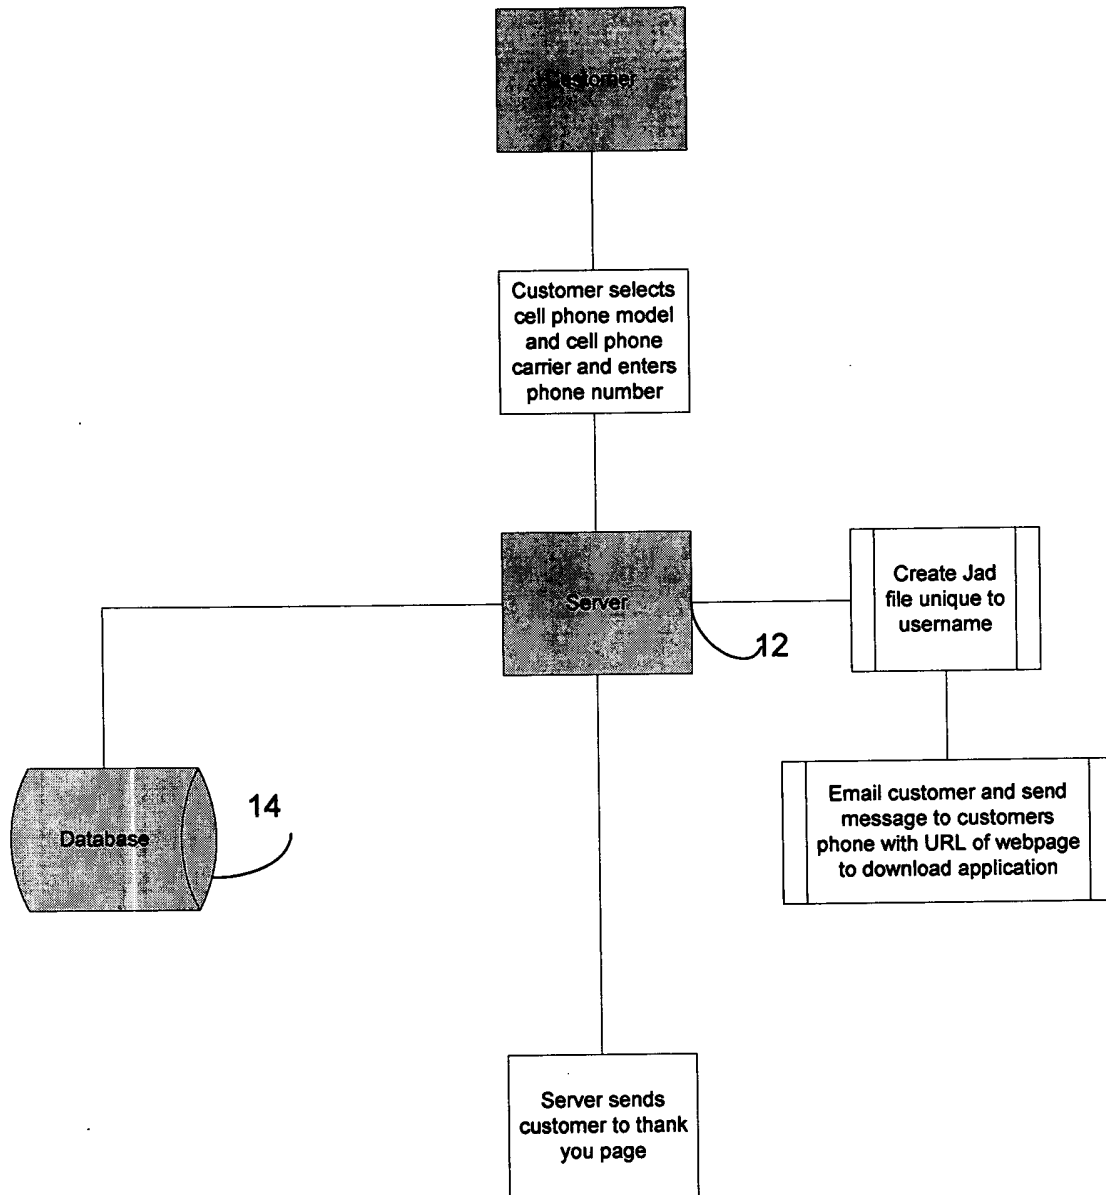 Customer
Customer selects
cell phone model
and cell phone
carrier and enters
phone number
Server
12
Create Jad
file unique to
username
Database
14
Email customer and send
message to customers
phone with URL of webpage
to download application
Server sends
customer to thank
you page